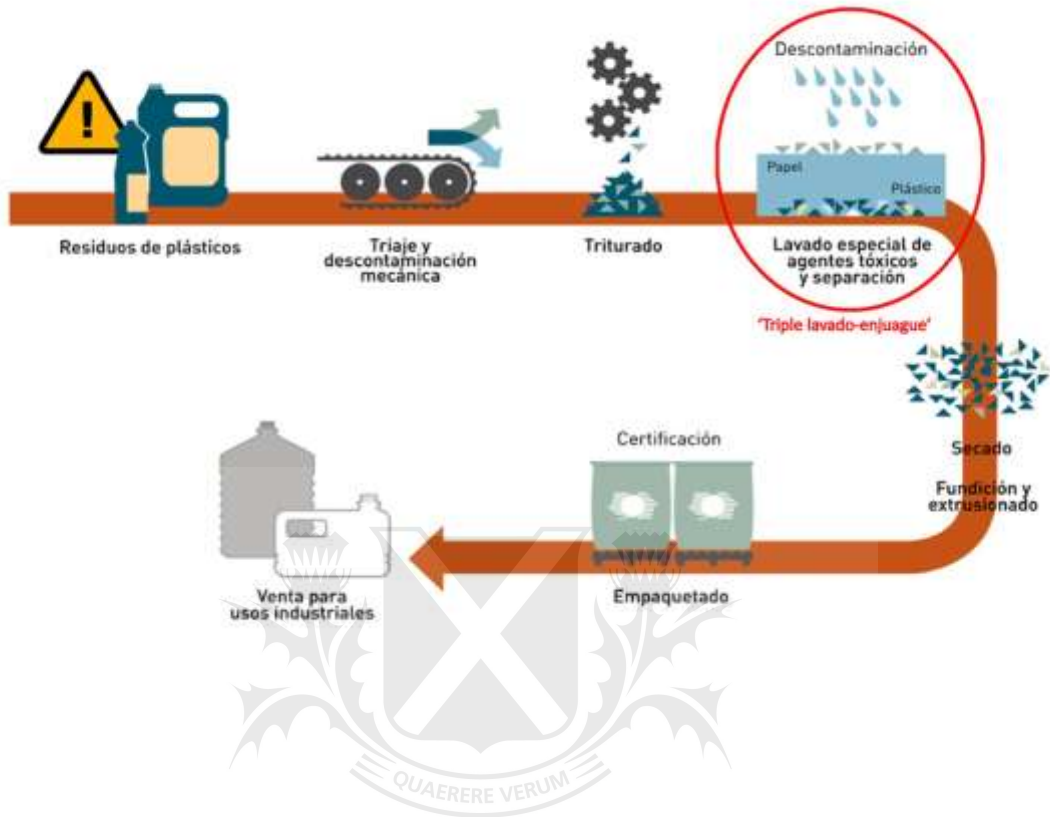 Descontaminación
Papel
Plástico
Residuos de plásticos
Triaje y
descontaminación
mecánica
Triturado
Lavado especial de
agentes tóxicos
y separación
'Triple lavado-enjuague'
Secado
Fundición y
extrusionado
Certificación
Empaquetado
Venta para
usos industriales
QUAERERE VERUM